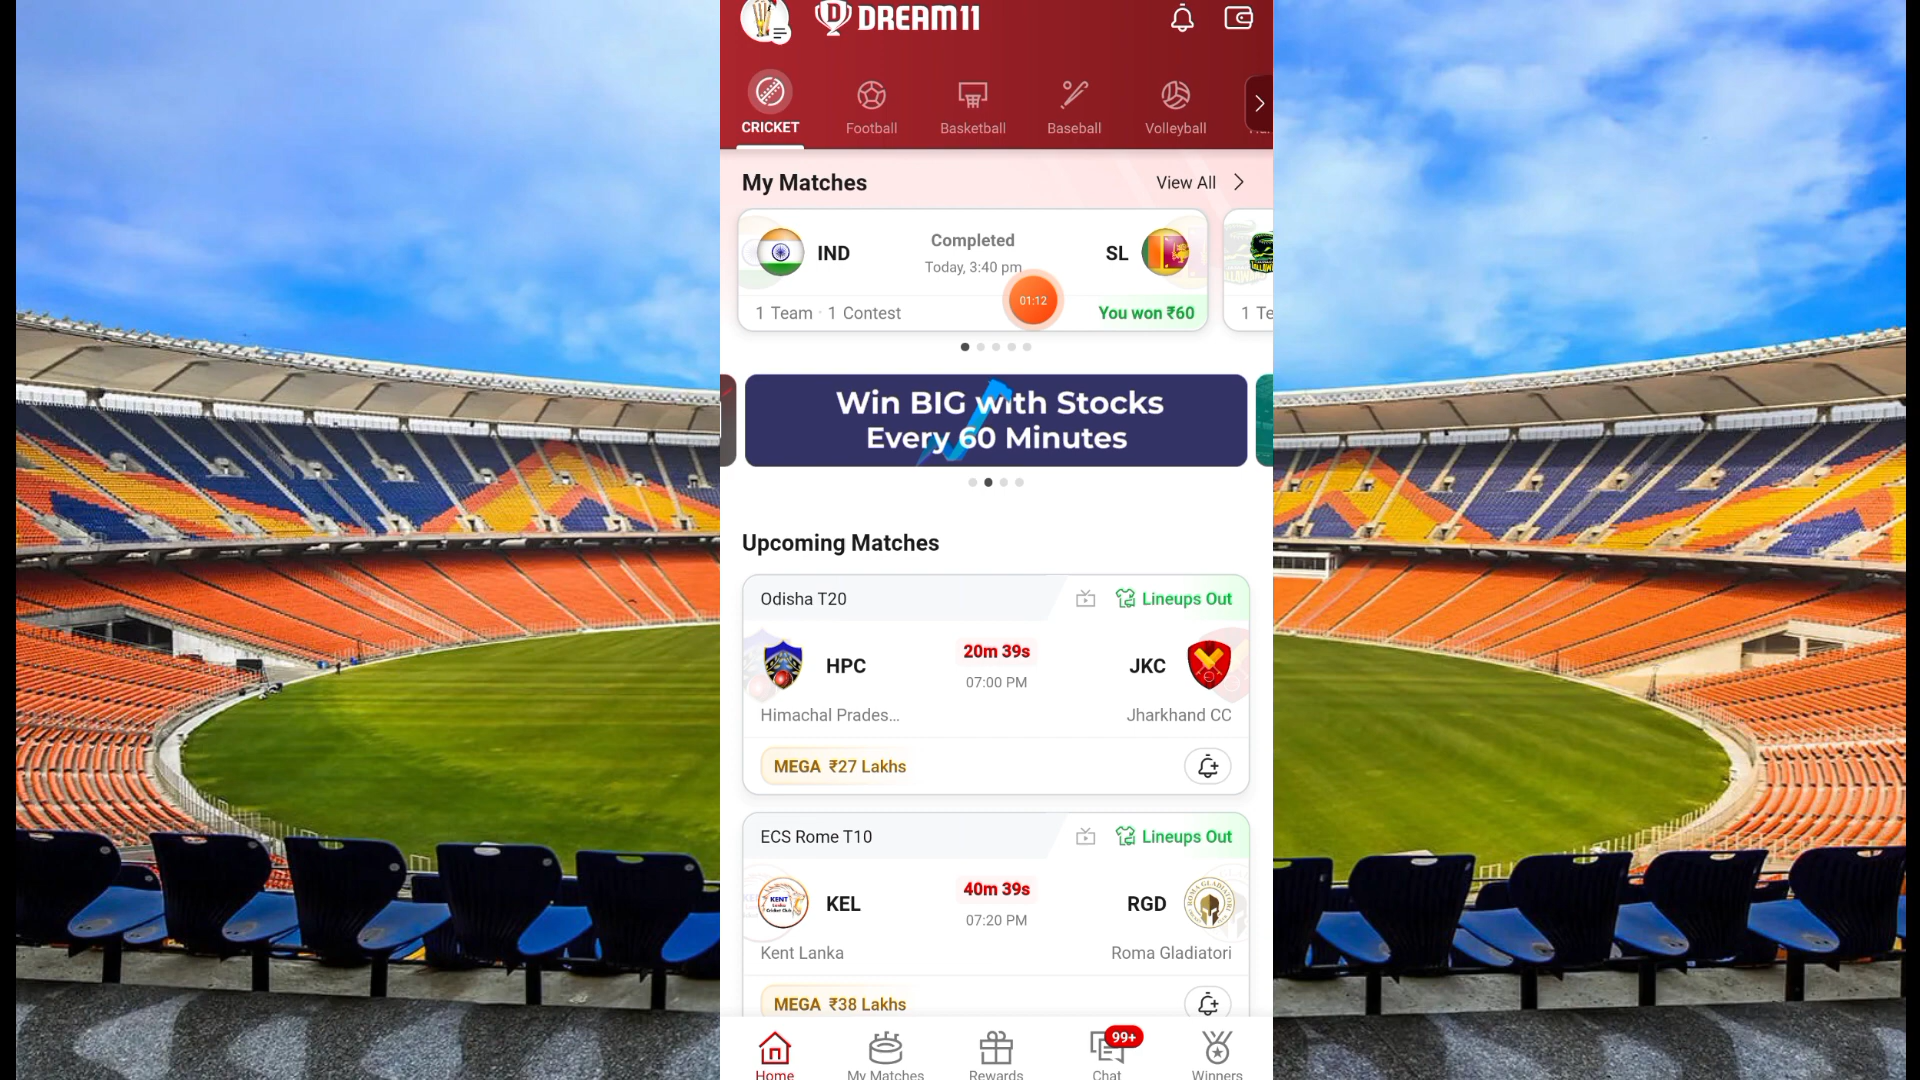 DREAM11
CRICKET
Football
Basketball
Baseball
Volleyball
My Matches
View All
IND
Completed
SL
Today, 3:40 pm
01:12
1 Team · 1 Contest
You won ₹60
1 Te
Win BIG with Stocks
Every 60 Minutes
Upcoming Matches
Odisha T20
Lineups Out
HPC
20m 39s
JKC
07:00 PM
Himachal Prades...
Jharkhand CC
MEGA ₹27 Lakhs
ECS Rome T10
Lineups Out
KENT
KEL
40m 39s
RGD
07:20 PM
Kent Lanka
Roma Gladiatori
MEGA ₹38 Lakhs
99+
Home
My Matches
Rewards
Chat
Winners